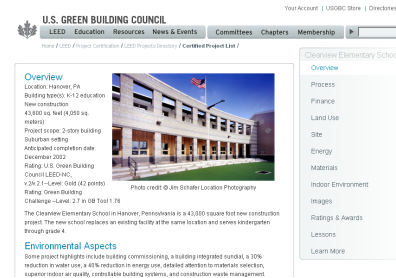 Your Account | USGBC Store | Directories
U.S. GREEN BUILDING COUNCIL
LEED Education Resources News & Events Committees Chapters Membership
Home / LEED / Project Certification / LEED Projects Directory / Certified Project List /
Clearview Elementary Schoo
Overview
Process
Finance
Land Use
Site
Energy
Materials
Indoor Environment
Images
Ratings & Awards
Lessons
Learn More
Overview
Location: Hanover, PA
Building type(s): K-12 education
New construction
43,600 sq. feet (4,050 sq.
meters)
Project scope: 2-story building
Suburban setting
Anticipated completion date:
December 2002
Rating: U.S. Green Building
Council LEED-NC,
v.2/v.2.1--Level: Gold (42 points)
Rating: Green Building
Challenge --Level: 2.7 in GB Tool 1.76
Photo credit: © Jim Schafer Location Photography
The Clearview Elementary School in Hanover, Pennsylvania is a 43,000 square foot new construction
project. The new school replaces an existing facility at the same location and serves kindergarten
through grade 4.
Environmental Aspects
Some project highlights include building commissioning, a building integrated sundial, a 30%
reduction in water use, a 40% reduction in energy use, detailed attention to materials selection,
superior indoor air quality, controllable building systems, and construction waste management.